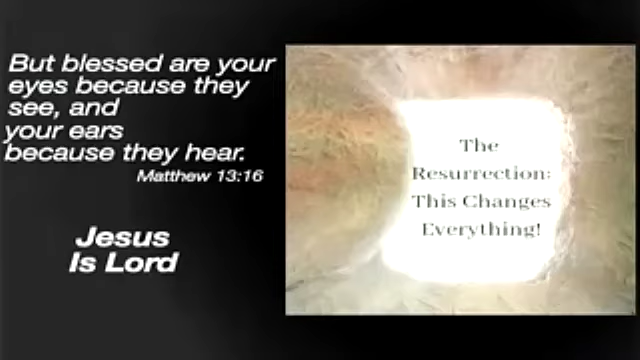 But blessed are your
eyes because they
see, and
your ears
because they hear.
Matthew 13:16
Jesus
Is Lord
The
Resurrection:
This Changes
Everything!